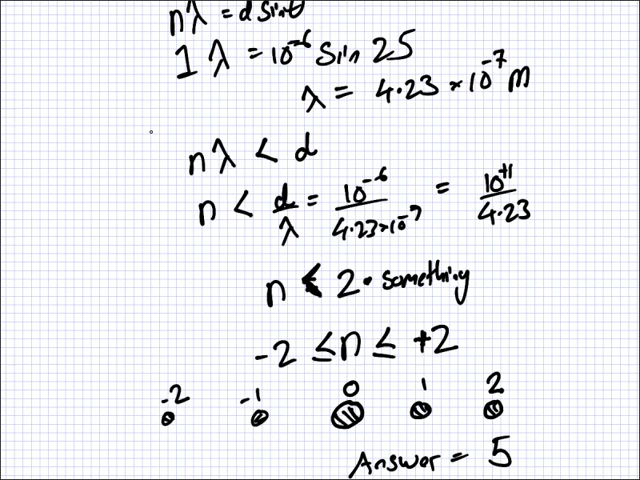 nλ = d sinθ
1 λ = 10⁻⁶ sin 25
λ = 4.23 × 10⁻⁷ m
nλ < d
n < d/λ = 10⁻⁶/4.23×10⁻⁷ = 10⁺¹/4.23
n < 2. something
-2 ≤ n ≤ +2
-2 -1 0 1 2
Answer = 5